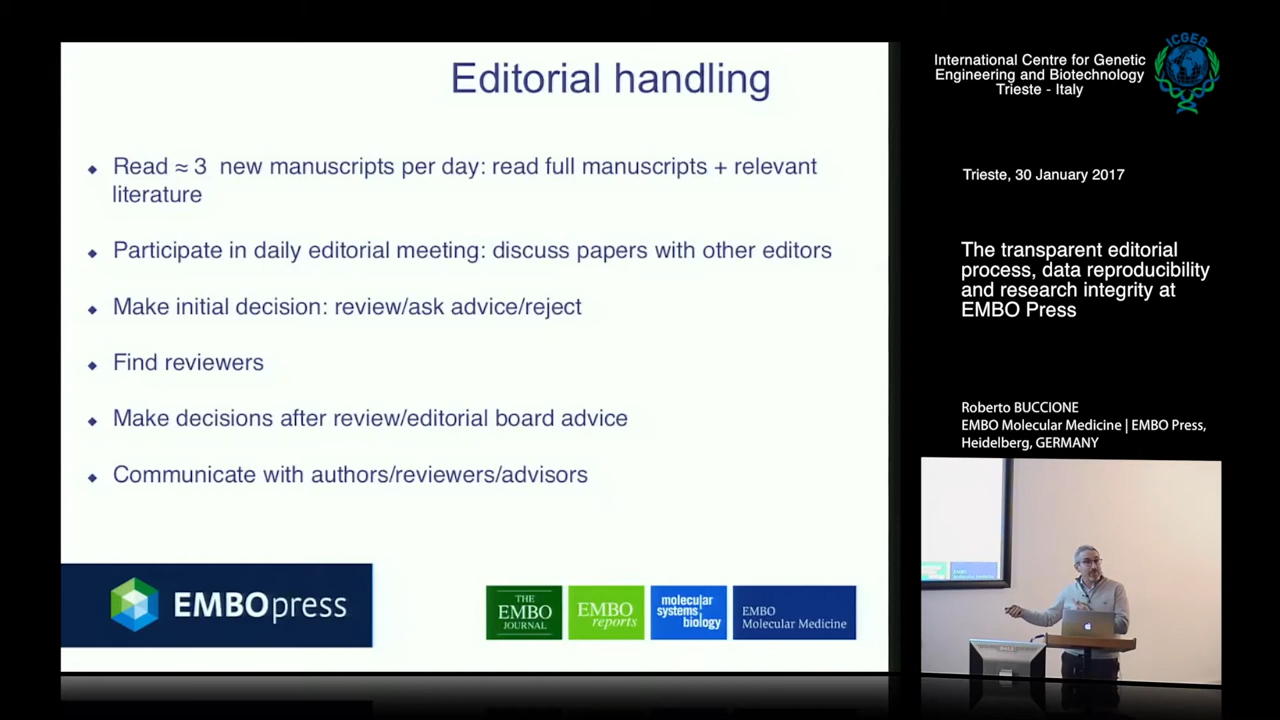 Editorial handling
Read ≈ 3 new manuscripts per day: read full manuscripts + relevant
literature
Participate in daily editorial meeting: discuss papers with other editors
Make initial decision: review/ask advice/reject
Find reviewers
Make decisions after review/editorial board advice
Communicate with authors/reviewers/advisors
EMBOpress
THE
EMBO
JOURNAL
EMBO
reports
molecular
systems
biology
EMBO
Molecular Medicine
International Centre for Genetic
Engineering and Biotechnology
Trieste - Italy
ICGEB
Trieste, 30 January 2017
The transparent editorial
process, data reproducibility
and research integrity at
EMBO Press
Roberto BUCCIONE
EMBO Molecular Medicine | EMBO Press,
Heidelberg, GERMANY